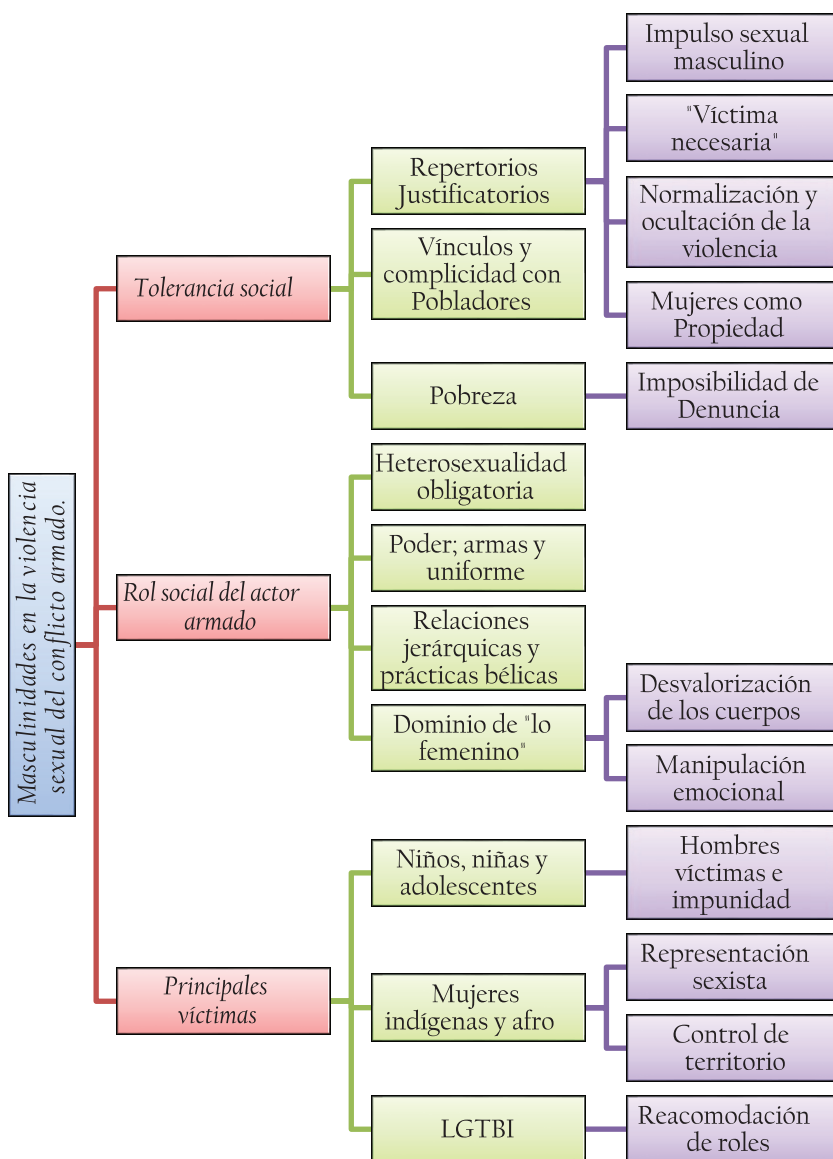 Masculinidades en la violencia
sexual del conflicto armado.
Tolerancia social
Repertorios
Justificatorios
Impulso sexual
masculino
"Víctima
necesaria"
Normalización y
ocultación de la
violencia
Mujeres como
Propiedad
Vínculos y
complicidad con
Pobladores
Pobreza
Imposibilidad de
Denuncia
Rol social del actor
armado
Heterosexualidad
obligatoria
Poder; armas y
uniforme
Relaciones
jerárquicas y
prácticas bélicas
Dominio de "lo
femenino"
Desvalorización
de los cuerpos
Manipulación
emocional
Principales
víctimas
Niños, niñas y
adolescentes
Hombres
víctimas e
impunidad
Mujeres
indígenas y afro
Representación
sexista
Control de
territorio
LGTBI
Reacomodación
de roles